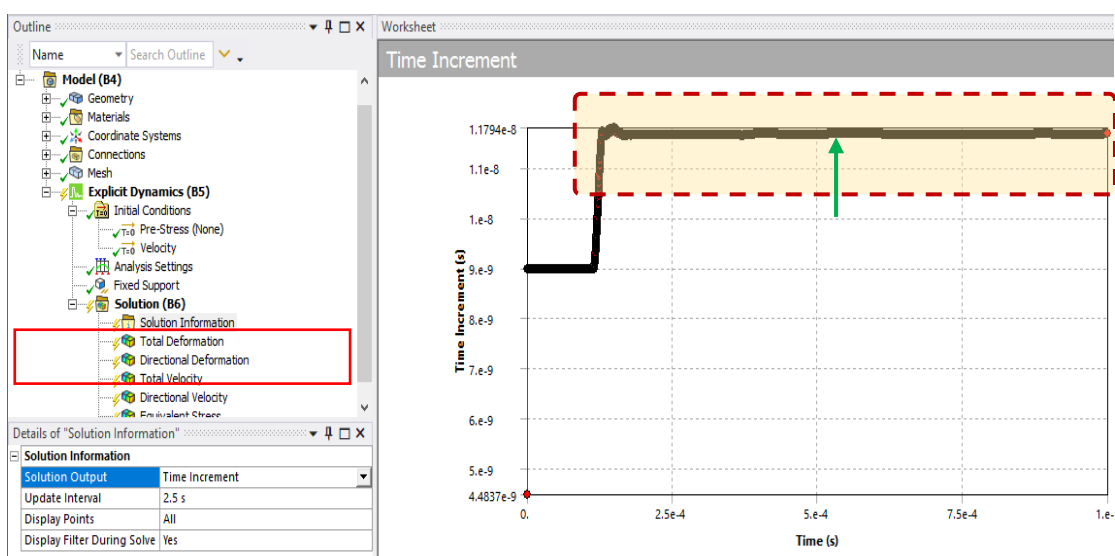 Outline
Name
Search Outline
Model (B4)
Geometry
Materials
Coordinate Systems
Connections
Mesh
Explicit Dynamics (B5)
Initial Conditions
T=0 Pre-Stress (None)
T=0 Velocity
Analysis Settings
Fixed Support
Solution (B6)
Solution Information
Total Deformation
Directional Deformation
Total Velocity
Directional Velocity
Equivalent Stress
Details of "Solution Information"
Solution Information
Solution Output Time Increment
Update Interval 2.5 s
Display Points All
Display Filter During Solve Yes
Worksheet
Time Increment
Time Increment (s)
1.1794e-8
1.1e-8
1.e-8
9.e-9
8.e-9
7.e-9
6.e-9
5.e-9
4.4837e-9
0. 2.5e-4 5.e-4 7.5e-4 1.e-
Time (s)